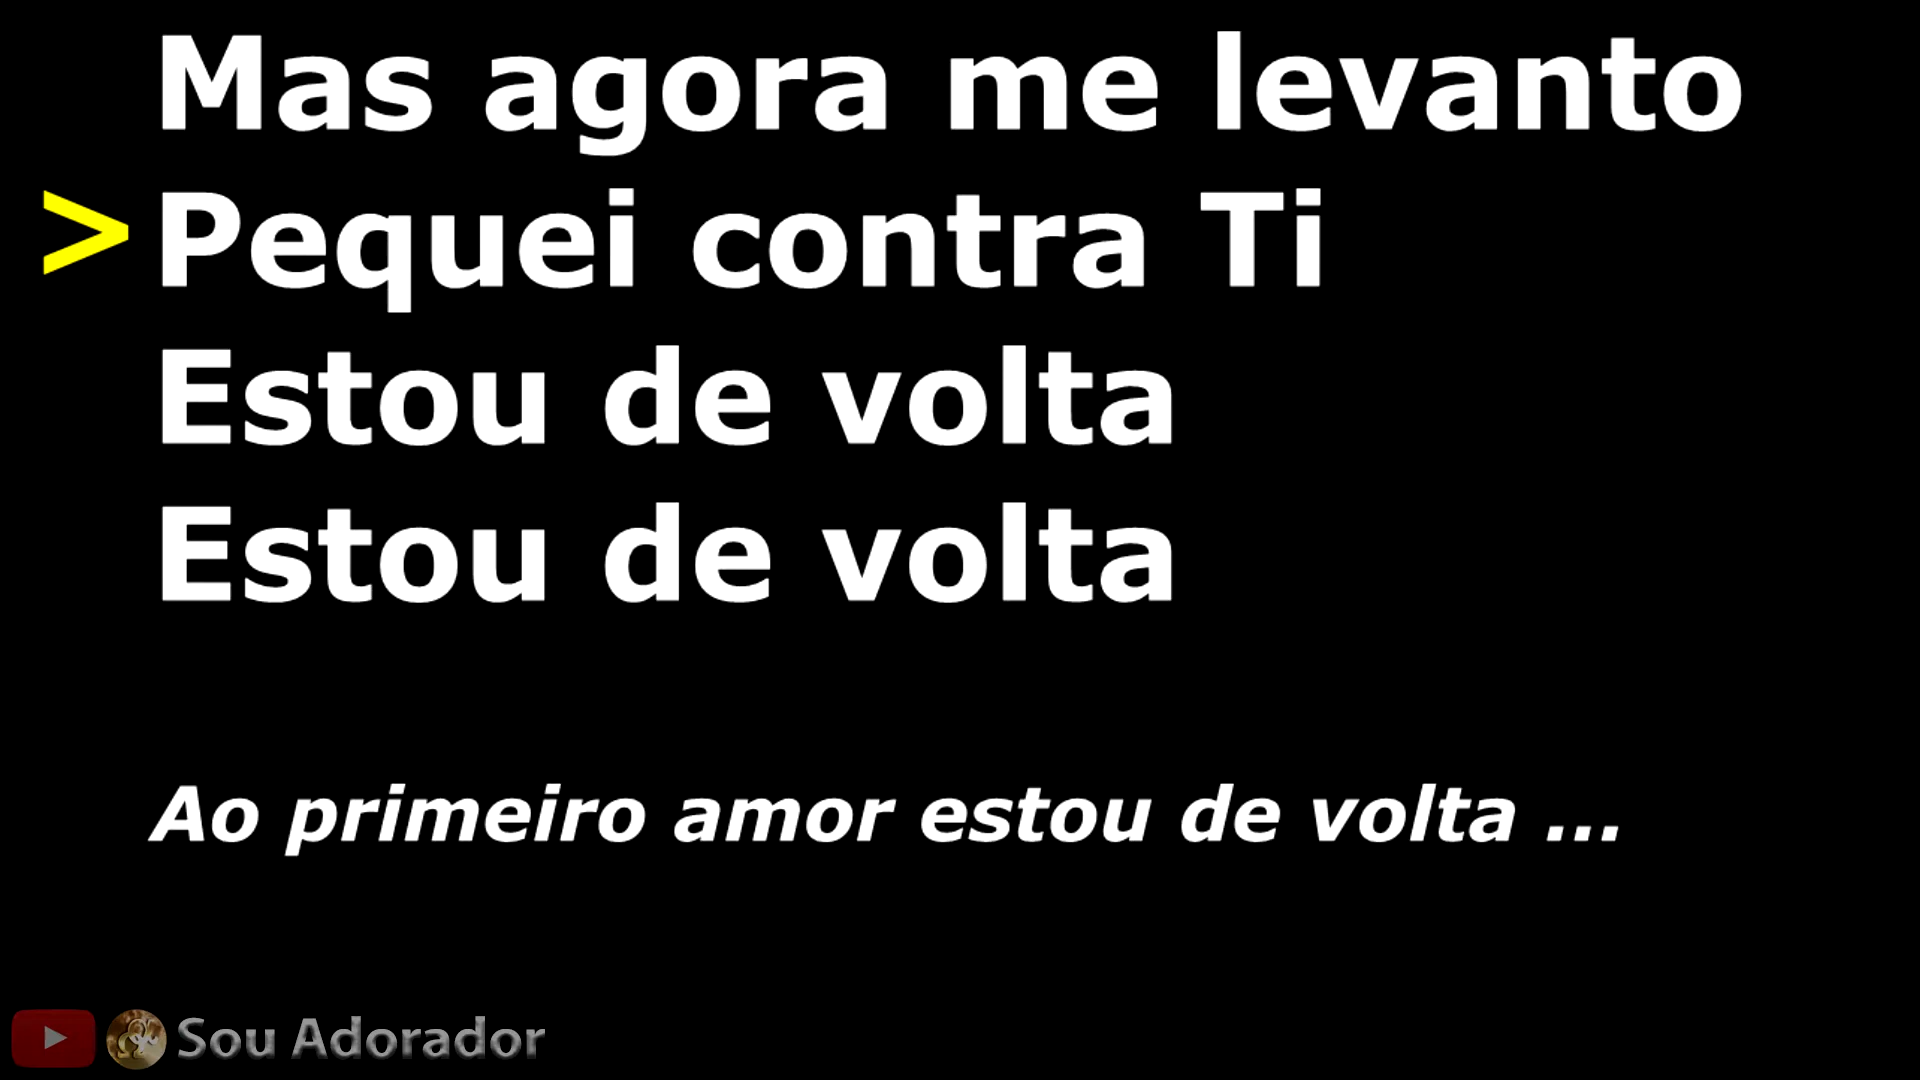 Mas agora me levanto
> Pequei contra Ti
Estou de volta
Estou de volta
Ao primeiro amor estou de volta ...
Sou Adorador